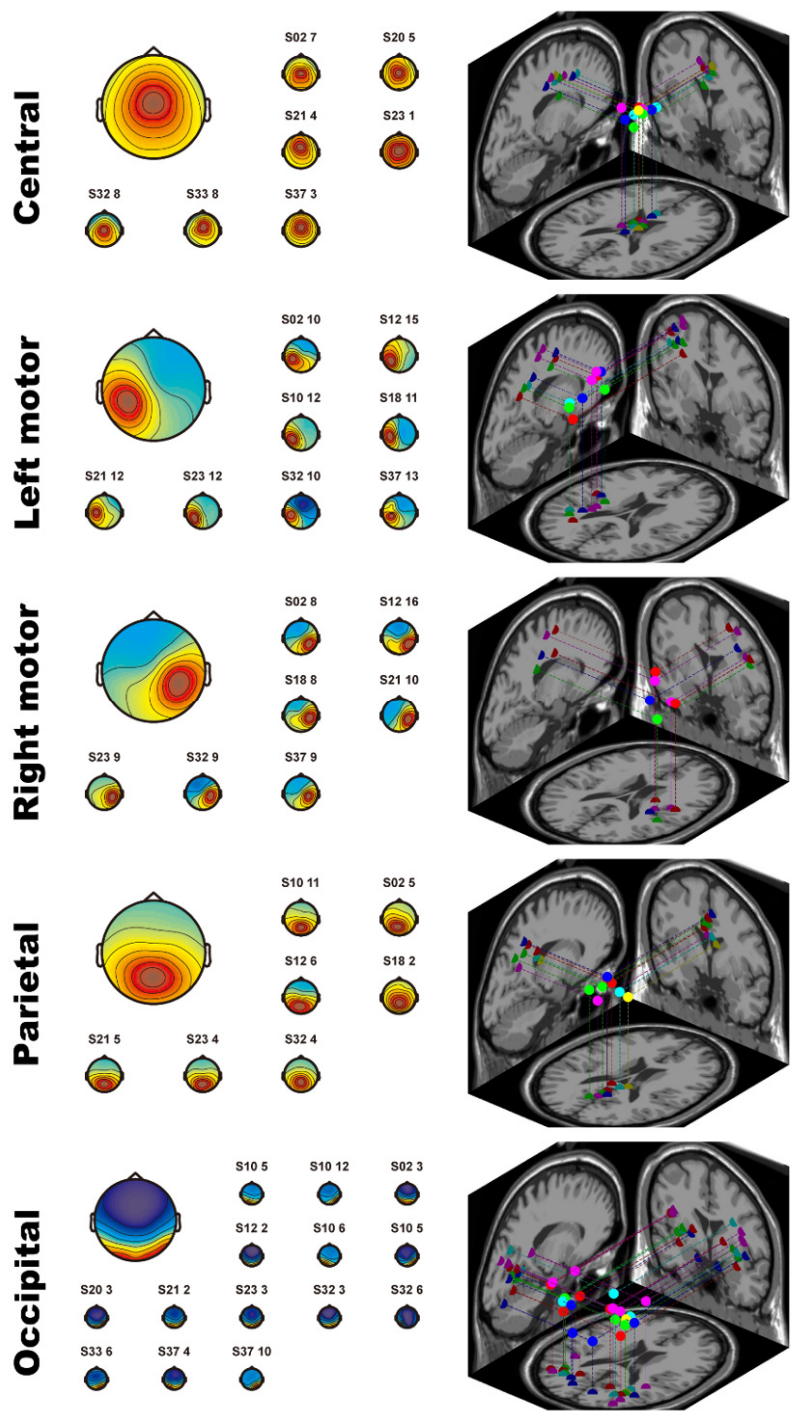 Central
S02 7 S20 5
S21 4 S23 1
S32 8 S33 8 S37 3
Left motor
S02 10 S12 15
S10 12 S18 11
S21 12 S23 12 S32 10 S37 13
Right motor
S02 8 S12 16
S18 8 S21 10
S23 9 S32 9 S37 9
Parietal
S10 11 S02 5
S12 6 S18 2
S21 5 S23 4 S32 4
Occipital
S10 5 S10 12 S02 3
S12 2 S10 6 S10 5
S20 3 S21 2 S23 3 S32 3 S32 6
S33 6 S37 4 S37 10